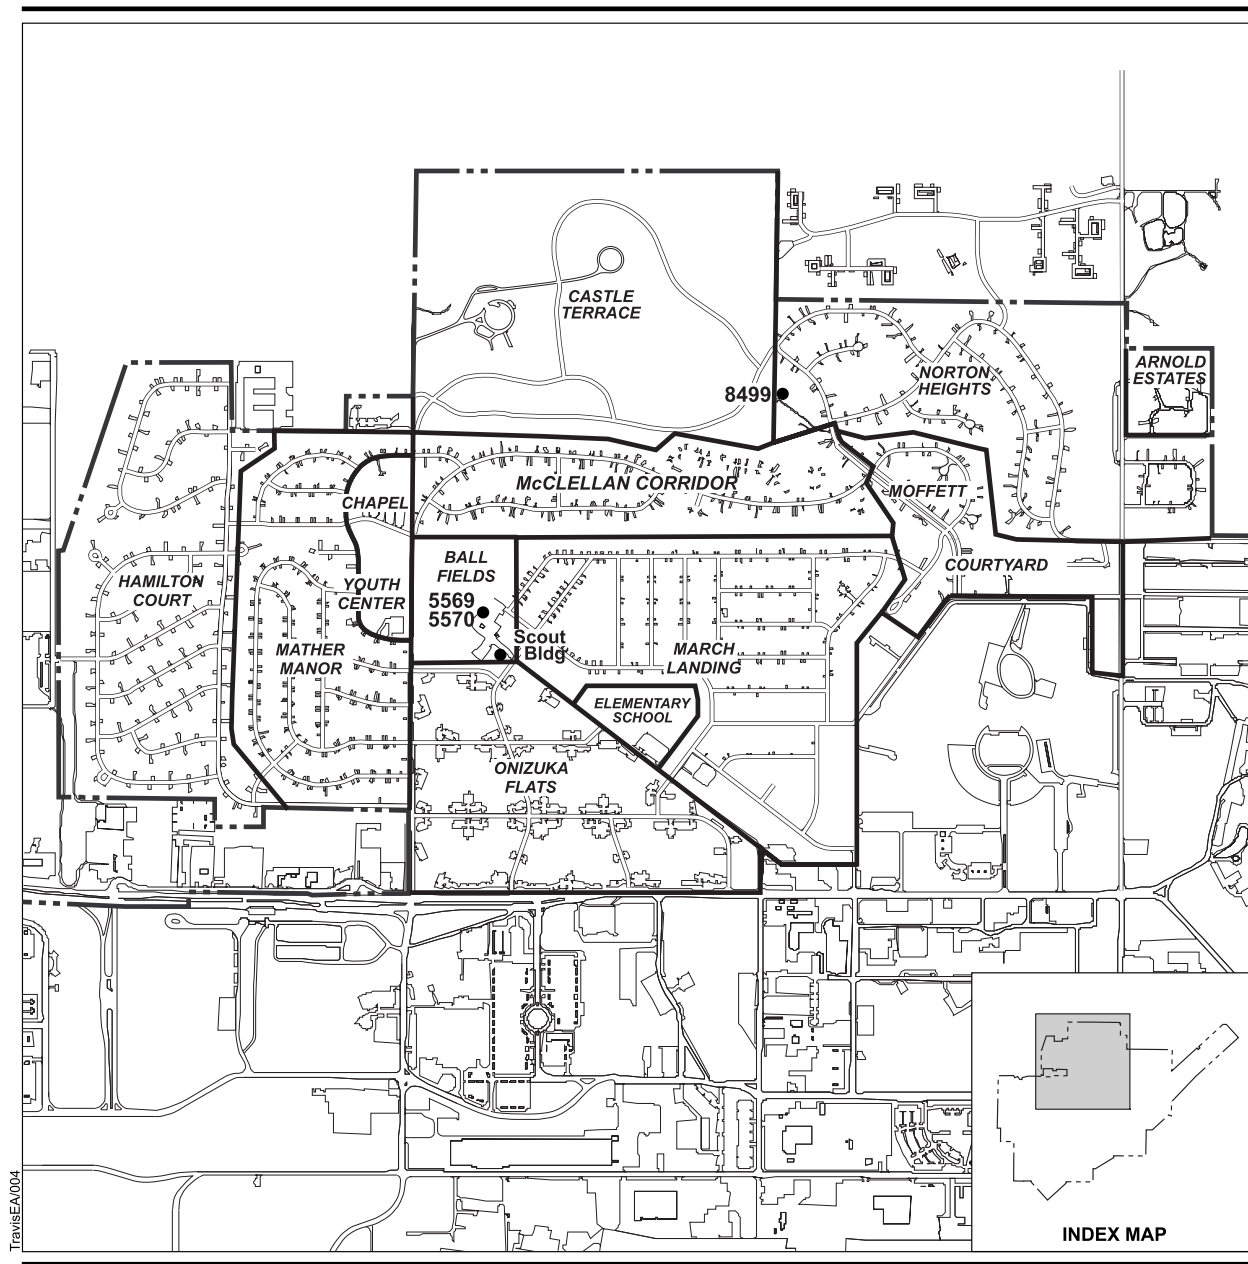 CASTLE
TERRACE
ARNOLD
ESTATES
NORTON
HEIGHTS
8499
McCLELLAN CORRIDOR
MOFFETT
CHAPEL
BALL
FIELDS
COURTYARD
HAMILTON
COURT
YOUTH
CENTER
5569
5570
Scout
Bldg
MATHER
MANOR
MARCH
LANDING
ELEMENTARY
SCHOOL
ONIZUKA
FLATS
TravisEA/004
INDEX MAP